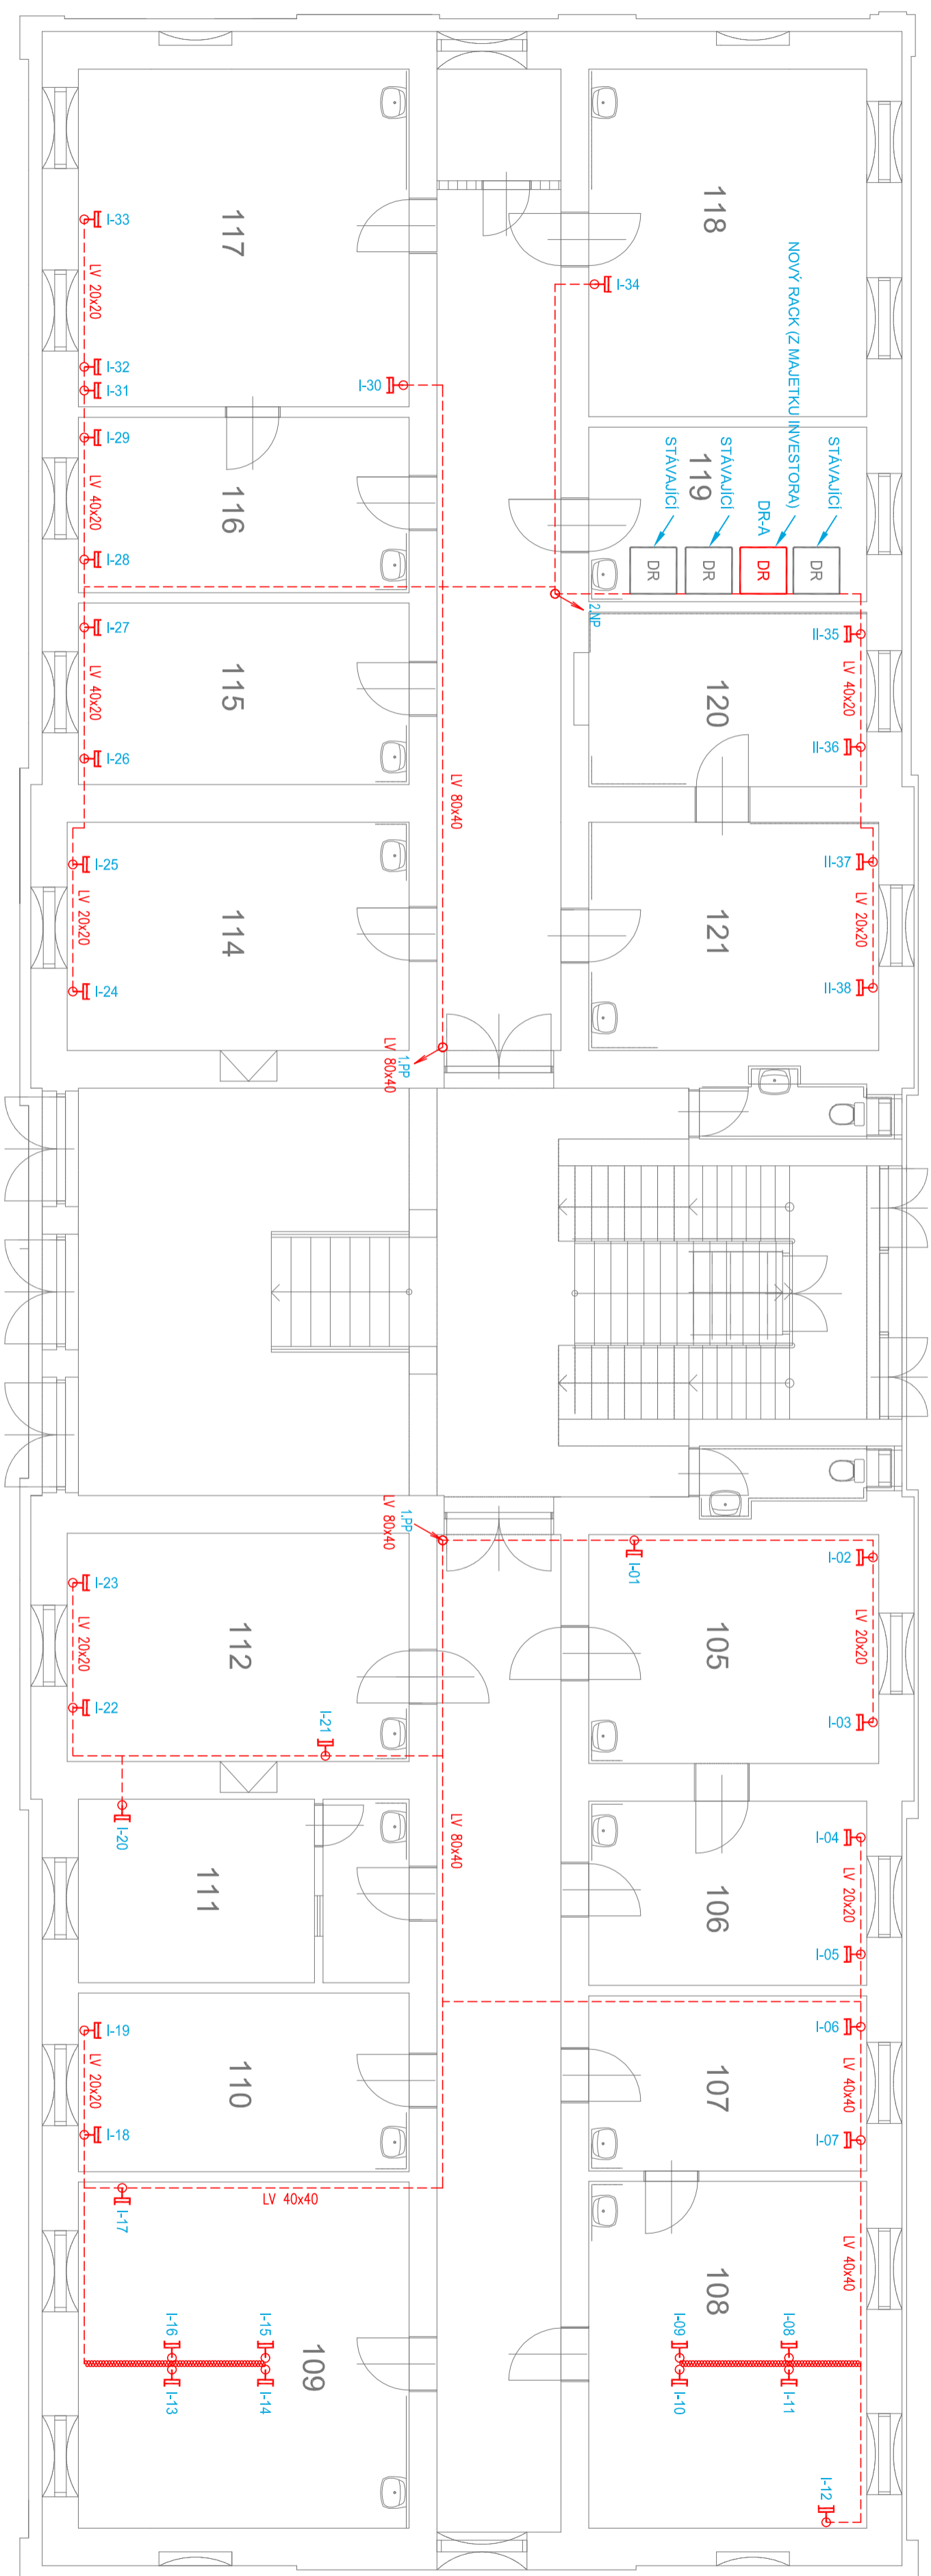 117
118
I-33
I-34
LV 20x20
NOVÝ RACK (Z MAJETKU INVESTORA)
I-32
I-31
I-30
I-29
LV 40x20
116
I-28
119
STÁVAJÍCÍ
STÁVAJÍCÍ
DR-A
STÁVAJÍCÍ
DR
DR
DR
DR
2.NP
I-27
LV 40x20
I-26
115
120
II-35
LV 40x20
II-36
LV 80x40
I-25
LV 20x20
I-24
114
121
II-37
LV 20x20
II-38
1.PP
LV 80x40
1.PP
LV 80x40
I-01
I-02
LV 20x20
I-03
105
I-23
LV 20x20
I-22
112
I-21
I-20
LV 80x40
111
106
I-04
LV 20x20
I-05
I-19
LV 20x20
I-18
110
107
I-06
LV 40x40
I-07
LV 40x40
I-17
LV 40x40
108
109
I-16
I-15
I-13
I-14
I-09
I-08
I-10
I-11
I-12